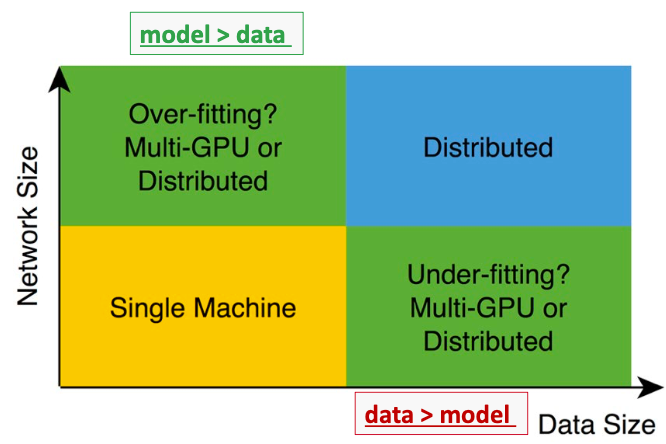 model > data
Over-fitting?
Multi-GPU or
Distributed
Distributed
Network Size
Single Machine
Under-fitting?
Multi-GPU or
Distributed
data > model
Data Size